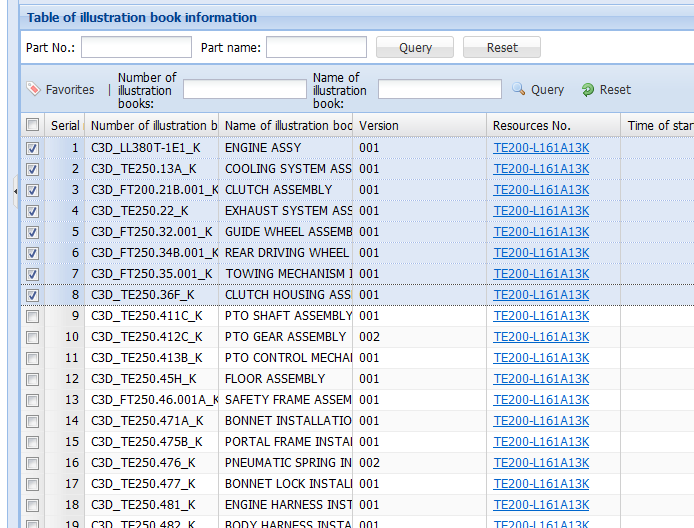 Table of illustration book information
Part No.: Part name: Query Reset
Favorites Number of illustration books: Name of illustration book: Query Reset
Serial Number of illustration b Name of illustration boo Version Resources No. Time of star
1 C3D_LL380T-1E1_K ENGINE ASSY 001 TE200-L161A13K
2 C3D_TE250.13A_K COOLING SYSTEM ASS 001 TE200-L161A13K
3 C3D_FT200.21B.001_K CLUTCH ASSEMBLY 001 TE200-L161A13K
4 C3D_TE250.22_K EXHAUST SYSTEM ASS 001 TE200-L161A13K
5 C3D_FT250.32.001_K GUIDE WHEEL ASSEMB 001 TE200-L161A13K
6 C3D_FT250.34B.001_K REAR DRIVING WHEEL 001 TE200-L161A13K
7 C3D_FT250.35.001_K TOWING MECHANISM I 001 TE200-L161A13K
8 C3D_TE250.36F_K CLUTCH HOUSING ASS 001 TE200-L161A13K
9 C3D_TE250.411C_K PTO SHAFT ASSEMBLY 001 TE200-L161A13K
10 C3D_TE250.412C_K PTO GEAR ASSEMBLY 002 TE200-L161A13K
11 C3D_TE250.413B_K PTO CONTROL MECHAI 001 TE200-L161A13K
12 C3D_TE250.45H_K FLOOR ASSEMBLY 001 TE200-L161A13K
13 C3D_FT250.46.001A_K SAFETY FRAME ASSEM 001 TE200-L161A13K
14 C3D_TE250.471A_K BONNET INSTALLATIO 001 TE200-L161A13K
15 C3D_TE250.475B_K PORTAL FRAME INSTA 001 TE200-L161A13K
16 C3D_TE250.476_K PNEUMATIC SPRING IN 002 TE200-L161A13K
17 C3D_TE250.477_K BONNET LOCK INSTAL 001 TE200-L161A13K
18 C3D_TE250.481_K ENGINE HARNESS INST 001 TE200-L161A13K
19 C3D_TE250.482_K BODY HARNESS INSTAL 001 TE200-L161A13K